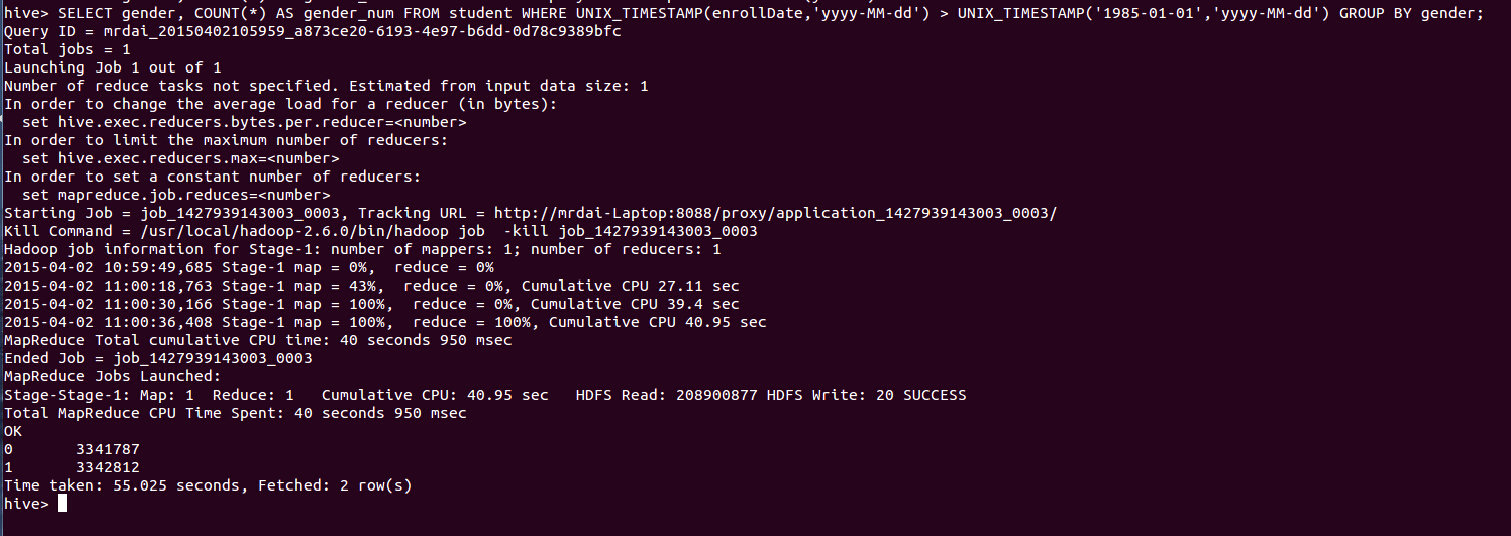 hive> SELECT gender, COUNT(*) AS gender_num FROM student WHERE UNIX_TIMESTAMP(enrollDate,'yyyy-MM-dd') > UNIX_TIMESTAMP('1985-01-01','yyyy-MM-dd') GROUP BY gender;
Query ID = mrdai_20150402105959_a873ce20-6193-4e97-b6dd-0d78c9389bfc
Total jobs = 1
Launching Job 1 out of 1
Number of reduce tasks not specified. Estimated from input data size: 1
In order to change the average load for a reducer (in bytes):
  set hive.exec.reducers.bytes.per.reducer=<number>
In order to limit the maximum number of reducers:
  set hive.exec.reducers.max=<number>
In order to set a constant number of reducers:
  set mapreduce.job.reduces=<number>
Starting Job = job_1427939143003_0003, Tracking URL = http://mrdai-Laptop:8088/proxy/application_1427939143003_0003/
Kill Command = /usr/local/hadoop-2.6.0/bin/hadoop job  -kill job_1427939143003_0003
Hadoop job information for Stage-1: number of mappers: 1; number of reducers: 1
2015-04-02 10:59:49,685 Stage-1 map = 0%,  reduce = 0%
2015-04-02 11:00:18,763 Stage-1 map = 43%,  reduce = 0%, Cumulative CPU 27.11 sec
2015-04-02 11:00:30,166 Stage-1 map = 100%,  reduce = 0%, Cumulative CPU 39.4 sec
2015-04-02 11:00:36,408 Stage-1 map = 100%,  reduce = 100%, Cumulative CPU 40.95 sec
MapReduce Total cumulative CPU time: 40 seconds 950 msec
Ended Job = job_1427939143003_0003
MapReduce Jobs Launched:
Stage-Stage-1: Map: 1  Reduce: 1   Cumulative CPU: 40.95 sec   HDFS Read: 208900877 HDFS Write: 20 SUCCESS
Total MapReduce CPU Time Spent: 40 seconds 950 msec
OK
0       3341787
1       3342812
Time taken: 55.025 seconds, Fetched: 2 row(s)
hive>